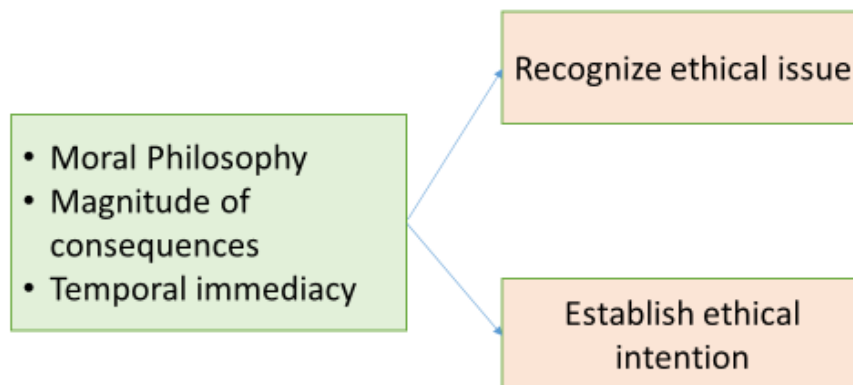 Recognize ethical issue
• Moral Philosophy
• Magnitude of
consequences
• Temporal immediacy
Establish ethical
intention